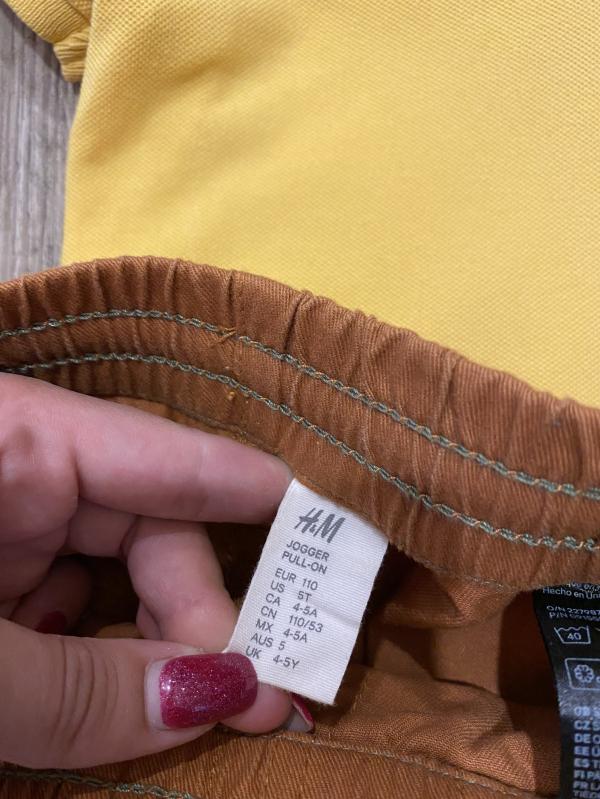 H&M
JOGGER
PULL-ON
EUR 110
US 5T
CA 4-5A
CN 110/53
MX 4-5A
AUS 5
UK 4-5Y
Hecho en
40